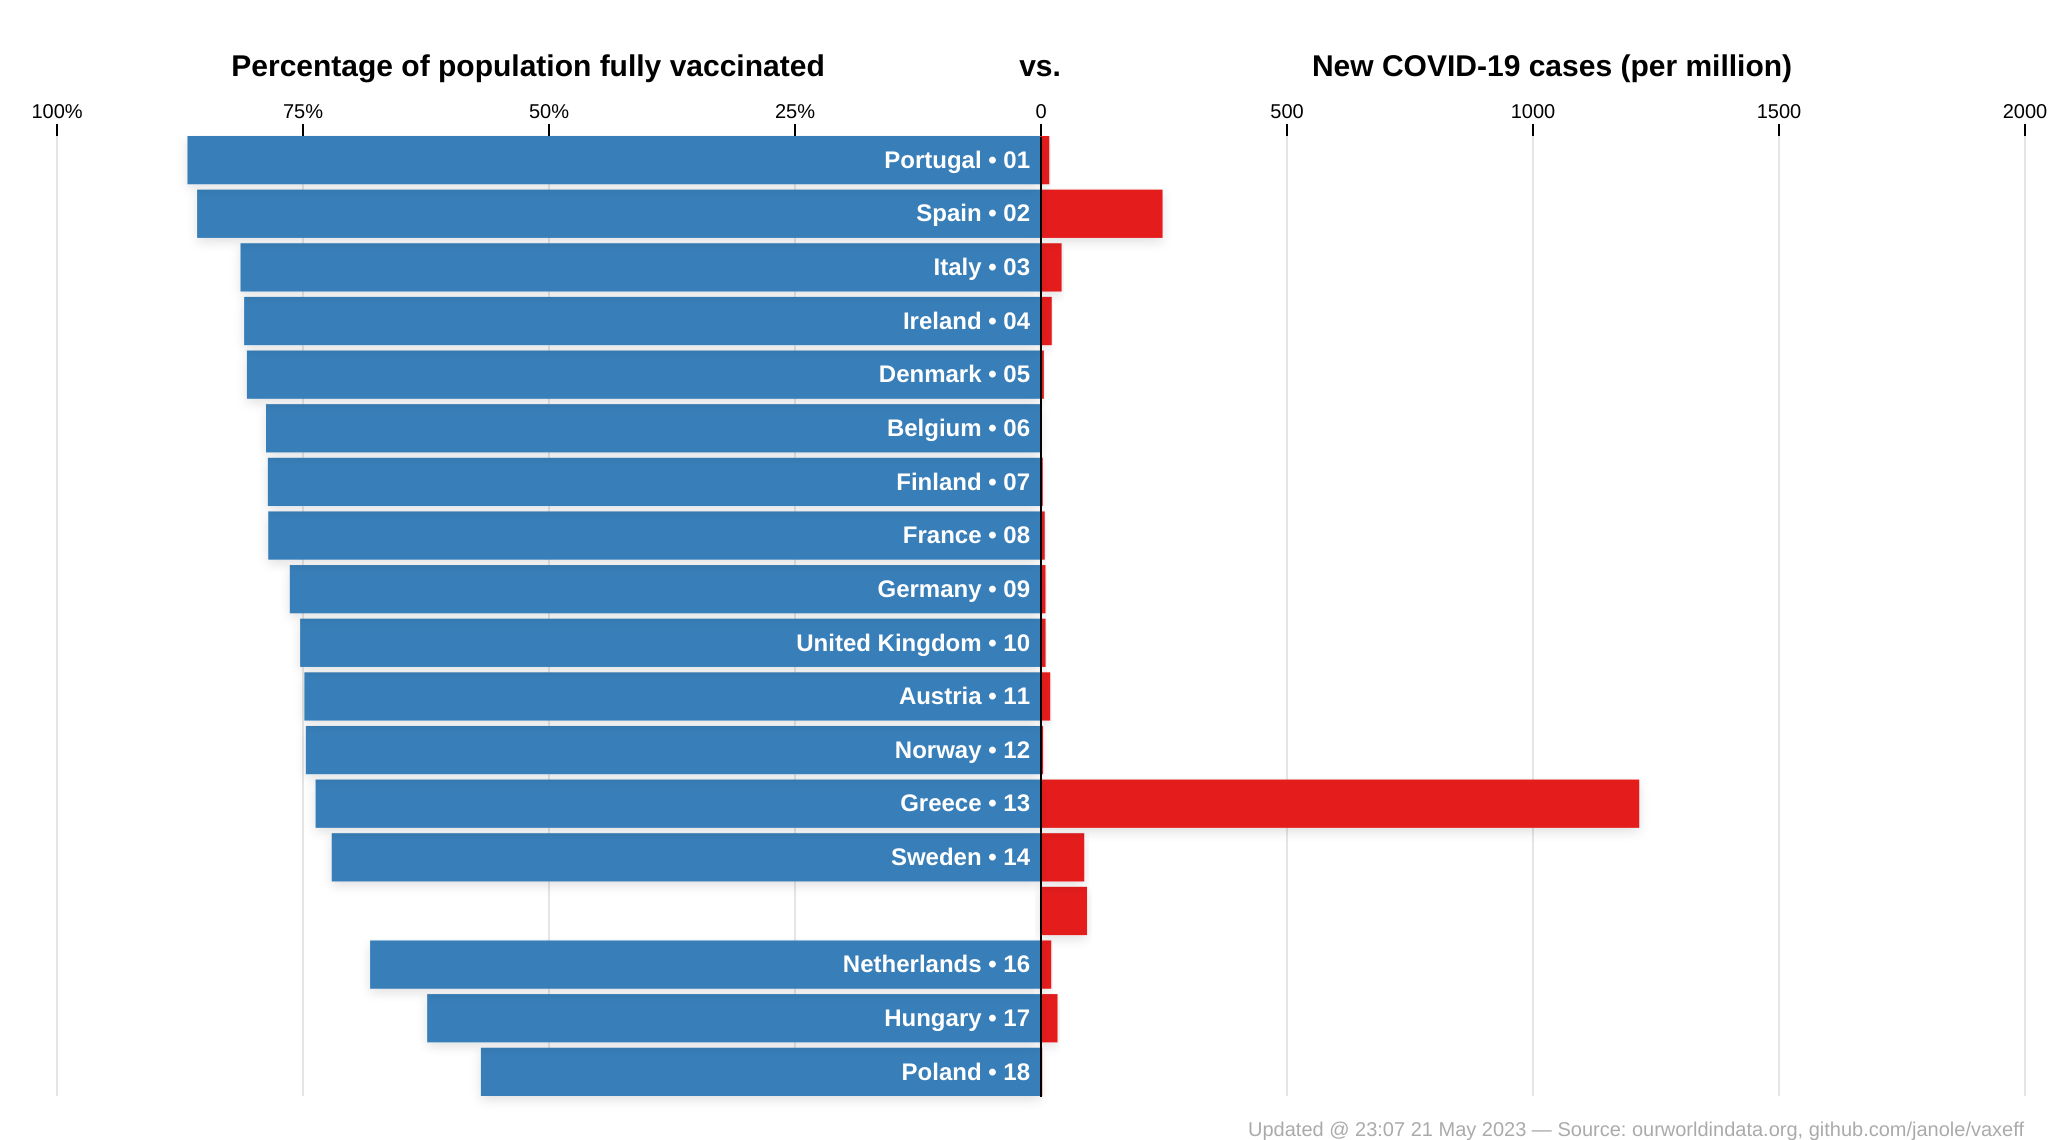 Percentage of population fully vaccinated vs. New COVID-19 cases (per million)
100% 75% 50% 25% 0 500 1000 1500 2000
Portugal • 01
Spain • 02
Italy • 03
Ireland • 04
Denmark • 05
Belgium • 06
Finland • 07
France • 08
Germany • 09
United Kingdom • 10
Austria • 11
Norway • 12
Greece • 13
Sweden • 14
Netherlands • 16
Hungary • 17
Poland • 18
Updated @ 23:07 21 May 2023 — Source: ourworldindata.org, github.com/janole/vaxeff